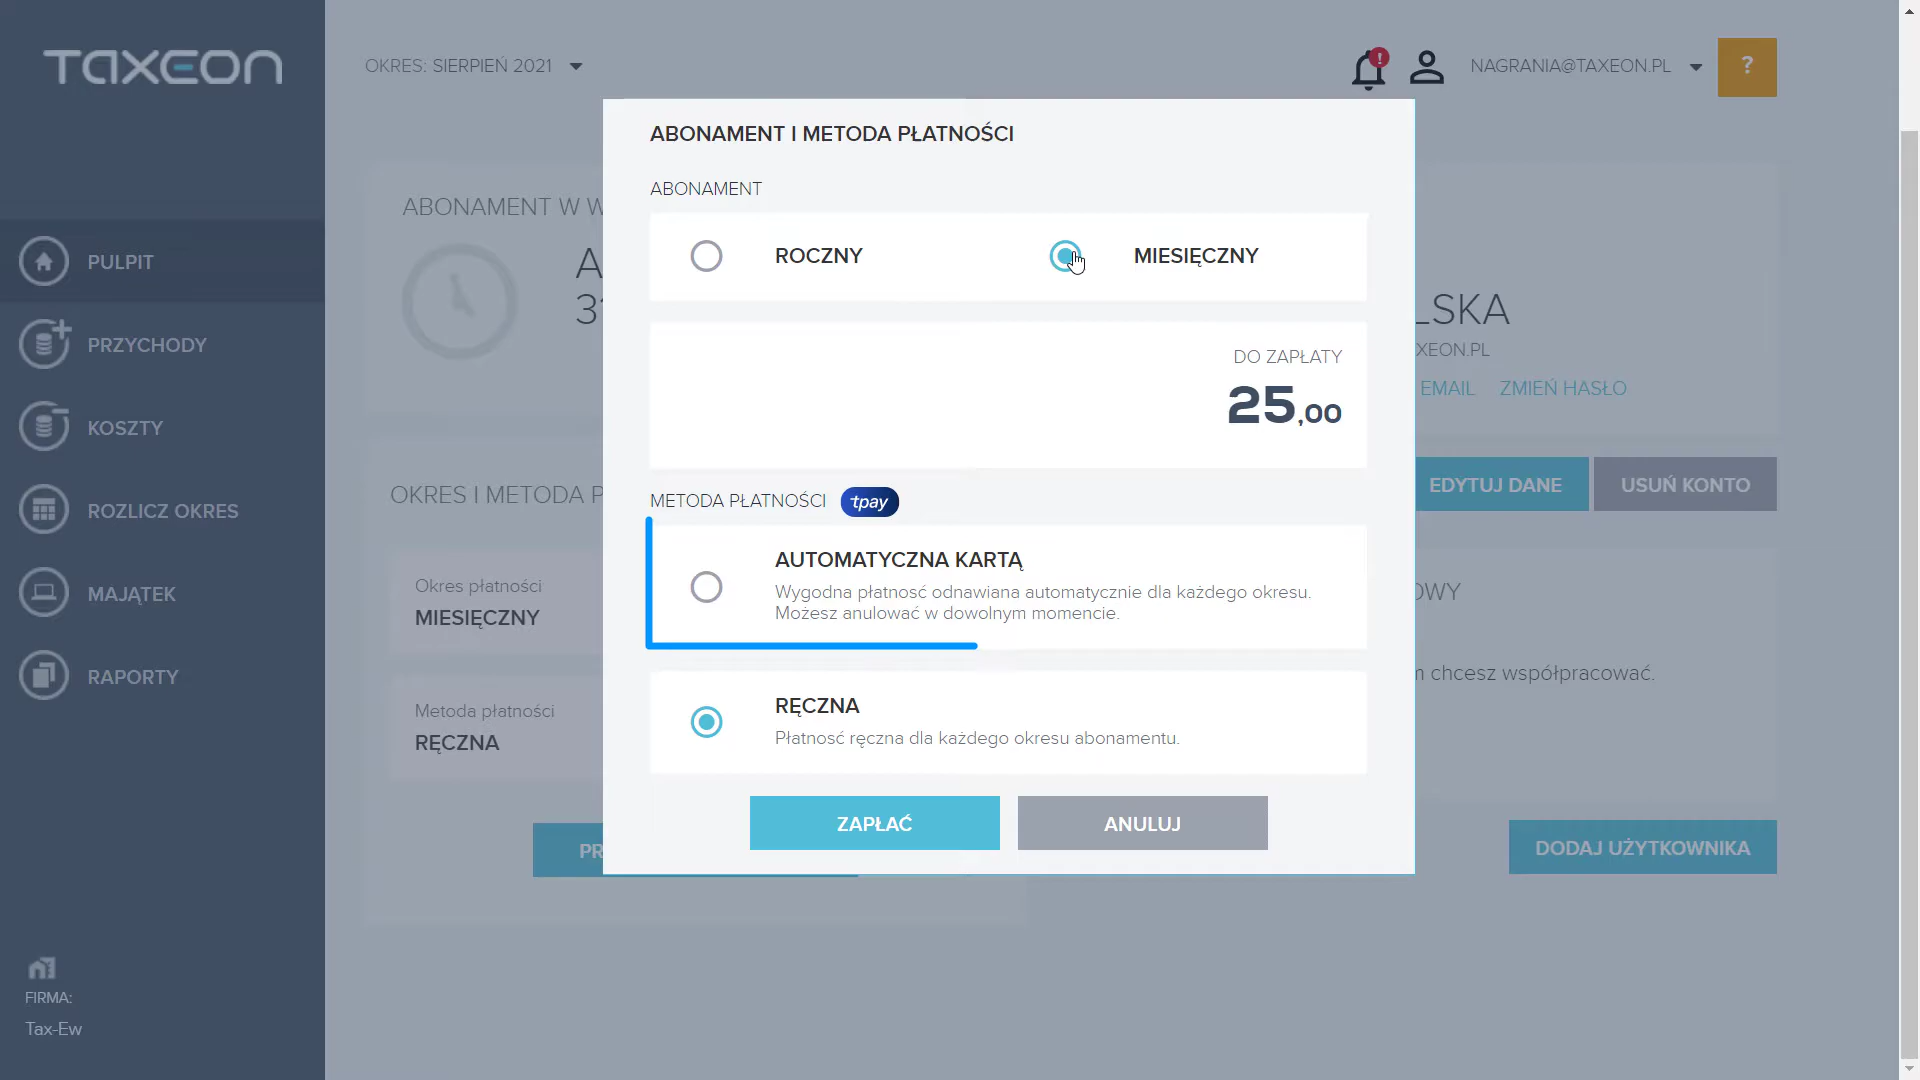 TAXEON
OKRES: SIERPIEŃ 2021
!
NAGRANIA@TAXEON.PL
?
PULPIT
PRZYCHODY
KOSZTY
ROZLICZ OKRES
MAJĄTEK
RAPORTY
FIRMA:
Tax-Ew
ABONAMENT W W
A
31
OKRES I METODA P
Okres płatności
MIESIĘCZNY
Metoda płatności
RĘCZNA
PR
ABONAMENT I METODA PŁATNOŚCI
ABONAMENT
ROCZNY
MIESIĘCZNY
DO ZAPŁATY
25,00
METODA PŁATNOŚCI tpay
AUTOMATYCZNA KARTĄ
Wygodna płatność odnawiana automatycznie dla każdego okresu.
Możesz anulować w dowolnym momencie.
RĘCZNA
Płatność ręczna dla każdego okresu abonamentu.
ZAPŁAĆ
ANULUJ
LSKA
XEON.PL
EMAIL
ZMIEŃ HASŁO
EDYTUJ DANE
USUŃ KONTO
OWY
m chcesz współpracować.
DODAJ UŻYTKOWNIKA